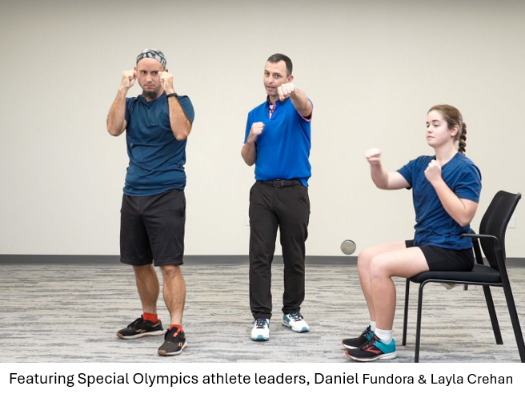 Featuring Special Olympics athlete leaders, Daniel Fundora & Layla Crehan